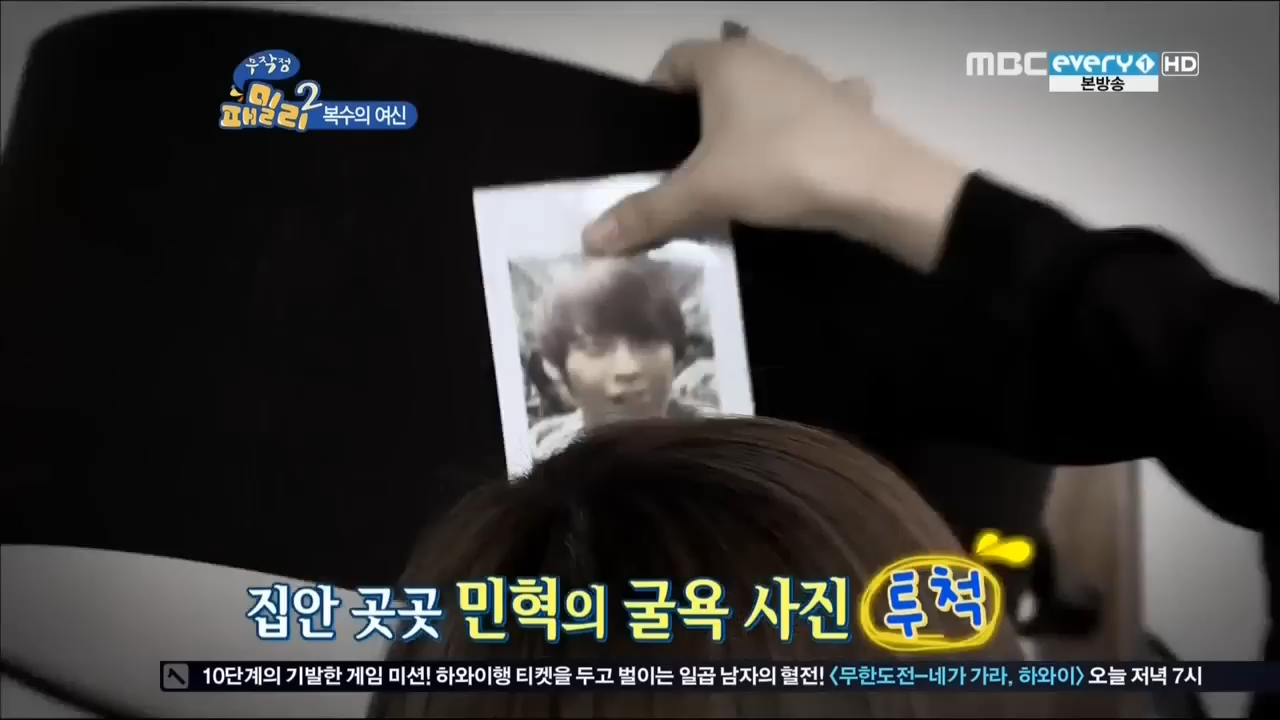 무작정
패밀리2 복수의 여신
MBC every1 HD
본방송
집안 곳곳 민혁의 굴욕 사진 투척
10단계의 기발한 게임 미션! 하와이행 티켓을 두고 벌이는 일곱 남자의 혈전! <무한도전-네가 가라, 하와이> 오늘 저녁 7시